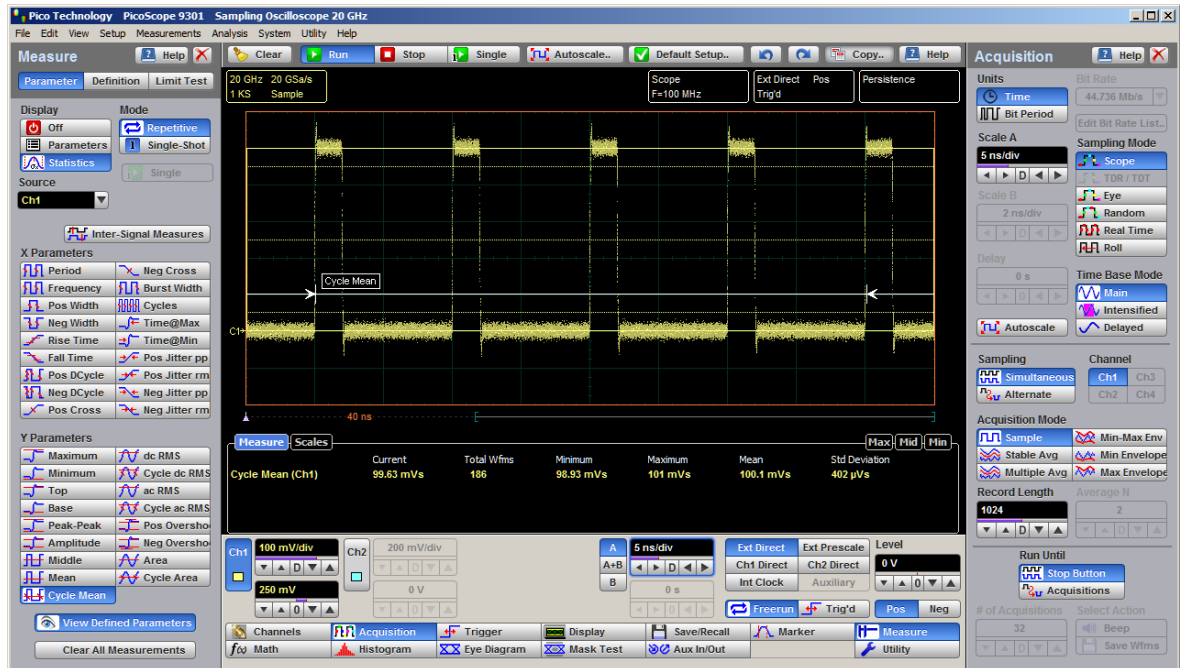 Pico Technology PicoScope 9301 Sampling Oscilloscope 20 GHz
File Edit View Setup Measurements Analysis System Utility Help
Measure Help
Parameter Definition Limit Test
Display Mode
Off Repetitive
Parameters Single-Shot
Statistics Single
Source
Ch1
Inter-Signal Measures
X Parameters
Period Neg Cross
Frequency Burst Width
Pos Width Cycles
Neg Width Time@Max
Rise Time Time@Min
Fall Time Pos Jitter pp
Pos DCycle Pos Jitter rm
Neg DCycle Neg Jitter pp
Pos Cross Neg Jitter rm
Y Parameters
Maximum dc RMS
Minimum Cycle dc RMS
Top ac RMS
Base Cycle ac RMS
Peak-Peak Pos Oversho
Amplitude Neg Oversho
Middle Area
Mean Cycle Area
Cycle Mean
View Defined Parameters
Clear All Measurements
Clear Run Stop Single Autoscale.. Default Setup.. Copy.. Help
20 GHz 20 GSa/s
1 KS Sample
Scope
F=100 MHz
Ext Direct Pos
Trig'd
Persistence
Cycle Mean
C1
40 ns
Measure Scales Max Mid Min
Current Total Wfms Minimum Maximum Mean Std Deviation
Cycle Mean (Ch1) 99.63 mVs 186 98.93 mVs 101 mVs 100.1 mVs 402 µVs
Ch1 100 mV/div Ch2 200 mV/div
D D
250 mV 0 V
0 0
A 5 ns/div
A+B D
B 0 s
0
Ext Direct Ext Prescale Level
Ch1 Direct Ch2 Direct 0 V
Int Clock Auxiliary 0
Freerun Trig'd Pos Neg
Channels Acquisition Trigger Display Save/Recall Marker Measure
f(x) Math Histogram Eye Diagram Mask Test Aux In/Out Utility
Acquisition Help
Units Bit Rate
Time 44.736 Mb/s
Bit Period Edit Bit Rate List..
Scale A Sampling Mode
5 ns/div Scope
D TDR / TDT
Scale B Eye
2 ns/div Random
0 Real Time
Roll
Delay
0 s Time Base Mode
0 Main
Intensified
Autoscale Delayed
Sampling Channel
Simultaneous Ch1 Ch3
Alternate Ch2 Ch4
Acquisition Mode
Sample Min-Max Env
Stable Avg Min Envelope
Multiple Avg Max Envelope
Record Length Average N
1024 2
D D
Run Until
Stop Button
Acquisitions
# of Acquisitions Select Action
32 Beep
D Save Wfms